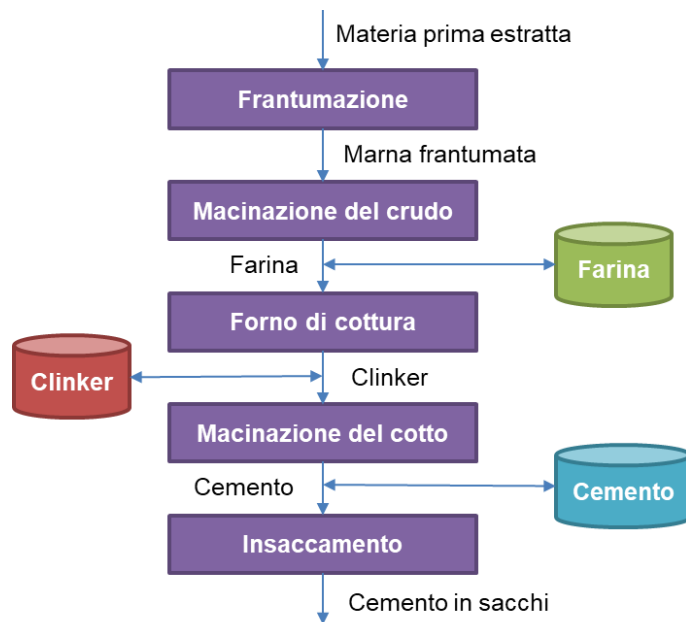 Materia prima estratta
Frantumazione
Marna frantumata
Macinazione del crudo
Farina
Farina
Forno di cottura
Clinker
Clinker
Macinazione del cotto
Cemento
Cemento
Insaccamento
Cemento in sacchi